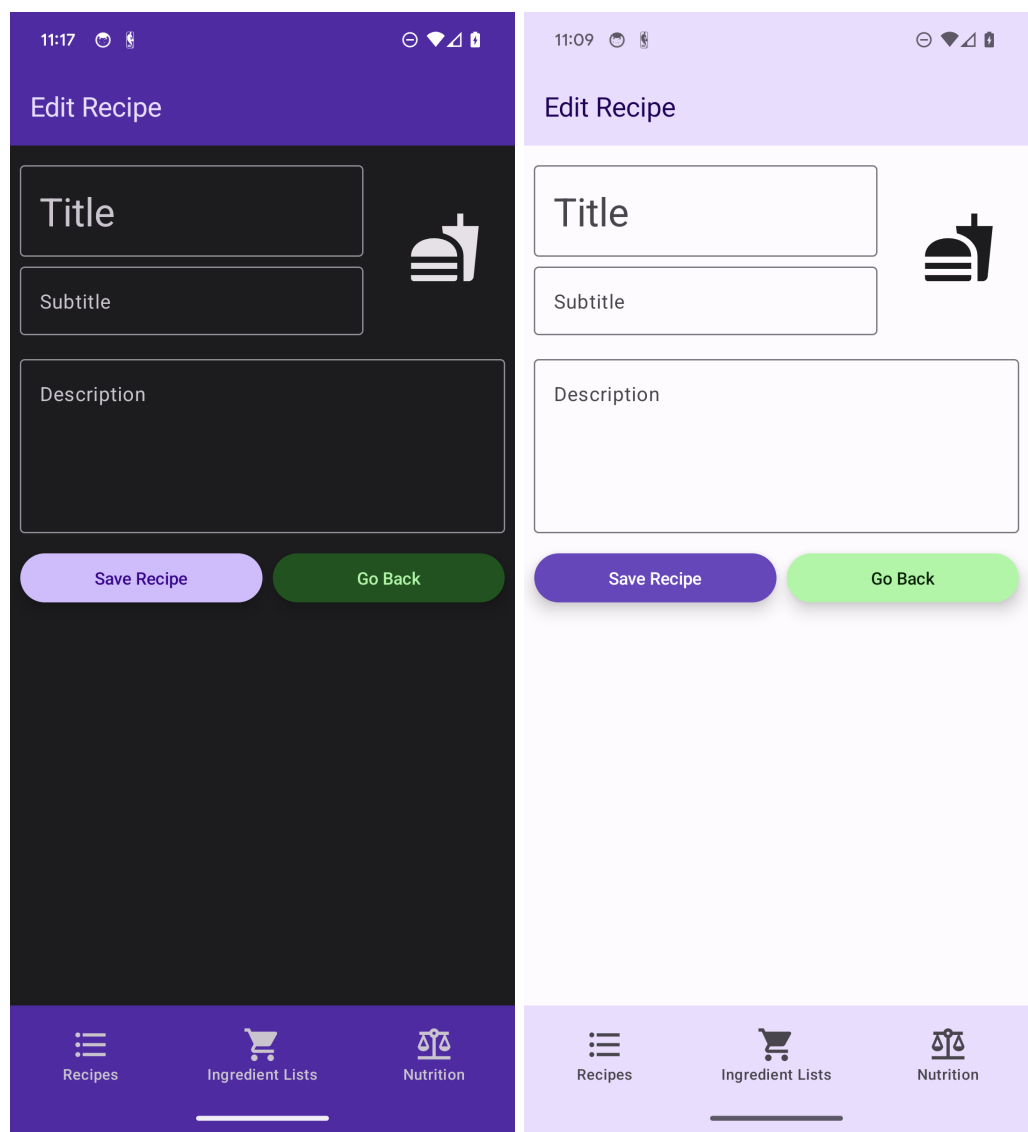 11:17
Edit Recipe
Title
Subtitle
Description
Save Recipe Go Back
Recipes Ingredient Lists Nutrition
11:09
Edit Recipe
Title
Subtitle
Description
Save Recipe Go Back
Recipes Ingredient Lists Nutrition